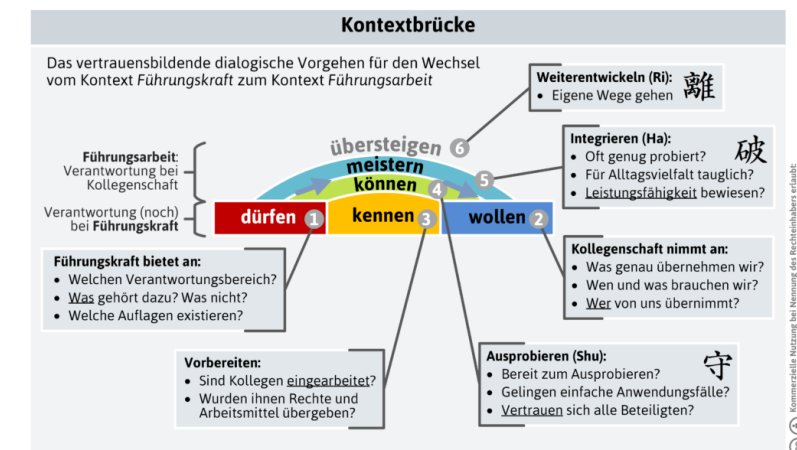 Kontextbrücke
Das vertrauensbildende dialogische Vorgehen für den Wechsel
vom Kontext Führungskraft zum Kontext Führungsarbeit
Weiterentwickeln (Ri):
• Eigene Wege gehen
離
übersteigen 6
Integrieren (Ha):
• Oft genug probiert?
• Für Alltagsvielfalt tauglich?
• Leistungsfähigkeit bewiesen?
破
Führungsarbeit:
Verantwortung bei
Kollegenschaft
meistern 5
können 4
Verantwortung (noch)
bei Führungskraft
dürfen 1 kennen 3 wollen 2
Führungskraft bietet an:
• Welchen Verantwortungsbereich?
• Was gehört dazu? Was nicht?
• Welche Auflagen existieren?
Kollegenschaft nimmt an:
• Was genau übernehmen wir?
• Wen und was brauchen wir?
• Wer von uns übernimmt?
Vorbereiten:
• Sind Kollegen eingearbeitet?
• Wurden ihnen Rechte und
Arbeitsmittel übergeben?
Ausprobieren (Shu):
• Bereit zum Ausprobieren?
• Gelingen einfache Anwendungsfälle?
• Vertrauen sich alle Beteiligten?
守
Kommerzielle Nutzung bei Nennung des Rechteinhabers erlaubt: